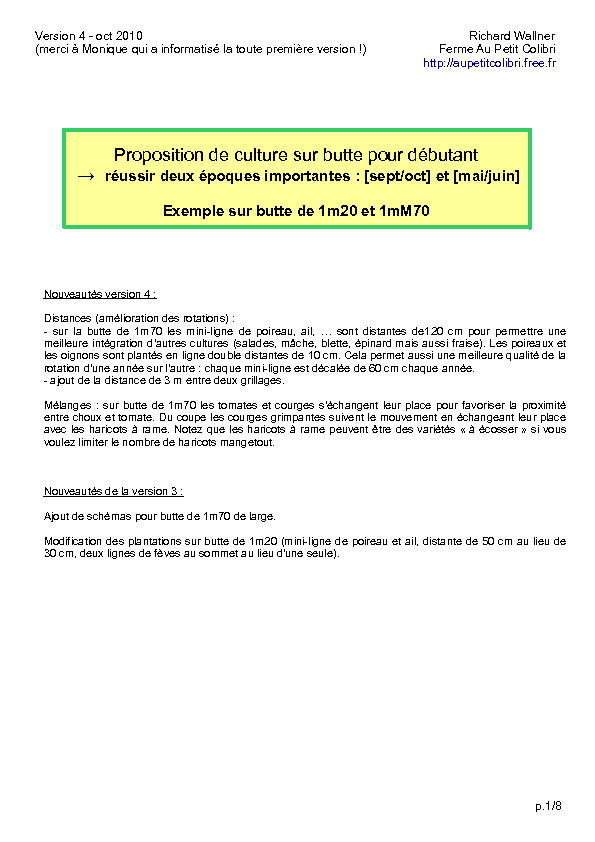 Version 4 - oct 2010
(merci à Monique qui a informatisé la toute première version !)
Richard Wallner
Ferme Au Petit Colibri
http://aupetitcolibri.free.fr
Proposition de culture sur butte pour débutant
→ réussir deux époques importantes : [sept/oct] et [mai/juin]
Exemple sur butte de 1m20 et 1mM70
Nouveautés version 4 :
Distances (amélioration des rotations) :
- sur la butte de 1m70 les mini-ligne de poireau, ail, … sont distantes de120 cm pour permettre une
meilleure intégration d'autres cultures (salades, mâche, blette, épinard mais aussi fraise). Les poireaux et
les oignons sont plantés en ligne double distantes de 10 cm. Cela permet aussi une meilleure qualité de la
rotation d'une année sur l'autre : chaque mini-ligne est décalée de 60 cm chaque année.
- ajout de la distance de 3 m entre deux grillages.
Mélanges : sur butte de 1m70 les tomates et courges s'échangent leur place pour favoriser la proximité
entre choux et tomate. Du coupe les courges grimpantes suivent le mouvement en échangeant leur place
avec les haricots à rame. Notez que les haricots à rame peuvent être des variétés « à écosser » si vous
voulez limiter le nombre de haricots mangetout.
Nouveautés de la version 3 :
Ajout de schémas pour butte de 1m70 de large.
Modification des plantations sur butte de 1m20 (mini-ligne de poireau et ail, distante de 50 cm au lieu de
30 cm, deux lignes de fèves au sommet au lieu d'une seule).
p.1/8